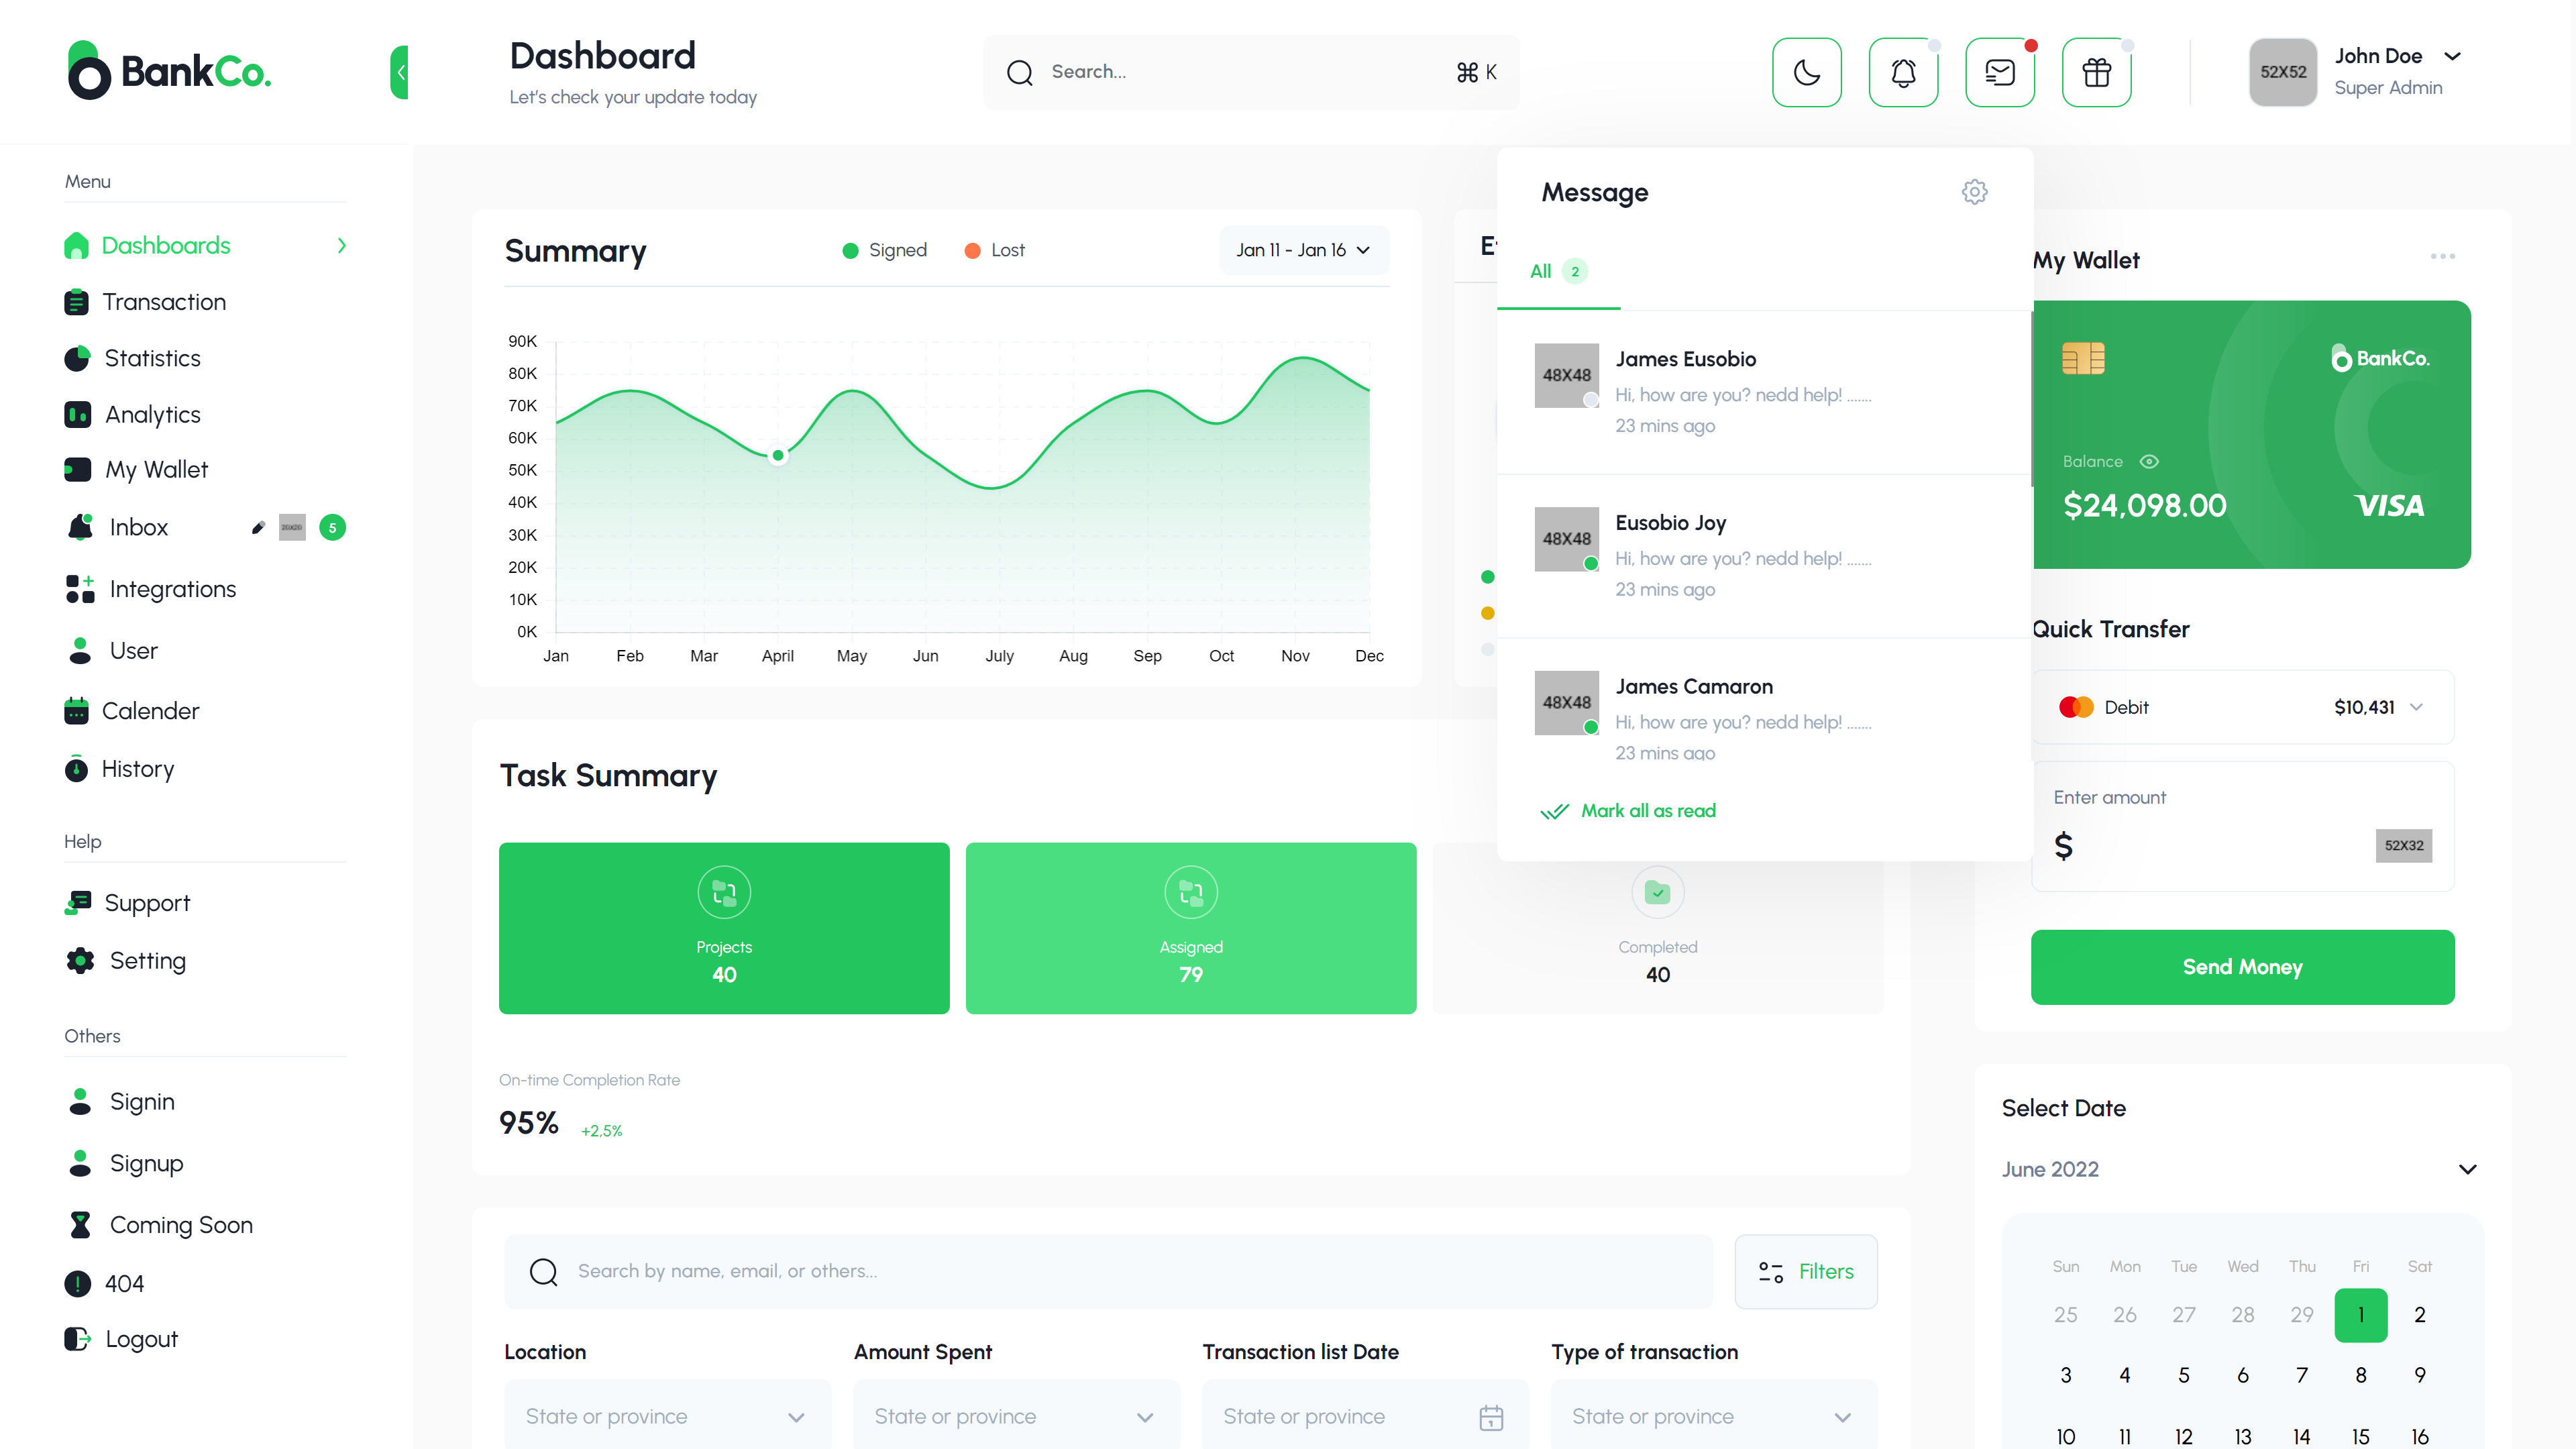 BankCo.
Dashboard
Let's check your update today
Search...
⌘ K
52X52
John Doe
Super Admin
Menu
Dashboards
Transaction
Statistics
Analytics
My Wallet
Inbox
20X20
5
Integrations
User
Calender
History
Help
Support
Setting
Others
Signin
Signup
Coming Soon
404
Logout
Summary
Signed
Lost
Jan 11 - Jan 16
90K
80K
70K
60K
50K
40K
30K
20K
10K
0K
Jan Feb Mar April May Jun July Aug Sep Oct Nov Dec
Message
All 2
48X48
James Eusobio
Hi, how are you? nedd help! .......
23 mins ago
48X48
Eusobio Joy
Hi, how are you? nedd help! .......
23 mins ago
48X48
James Camaron
Hi, how are you? nedd help! .......
23 mins ago
Mark all as read
My Wallet
BankCo.
Balance
$24,098.00
VISA
Quick Transfer
Debit
$10,431
Enter amount
$
52X32
Send Money
Task Summary
Projects
40
Assigned
79
Completed
40
On-time Completion Rate
95%
+2,5%
Search by name, email, or others...
Filters
Location
State or province
Amount Spent
State or province
Transaction list Date
State or province
Type of transaction
State or province
Select Date
June 2022
Sun Mon Tue Wed Thu Fri Sat
25 26 27 28 29 1 2
3 4 5 6 7 8 9
10 11 12 13 14 15 16